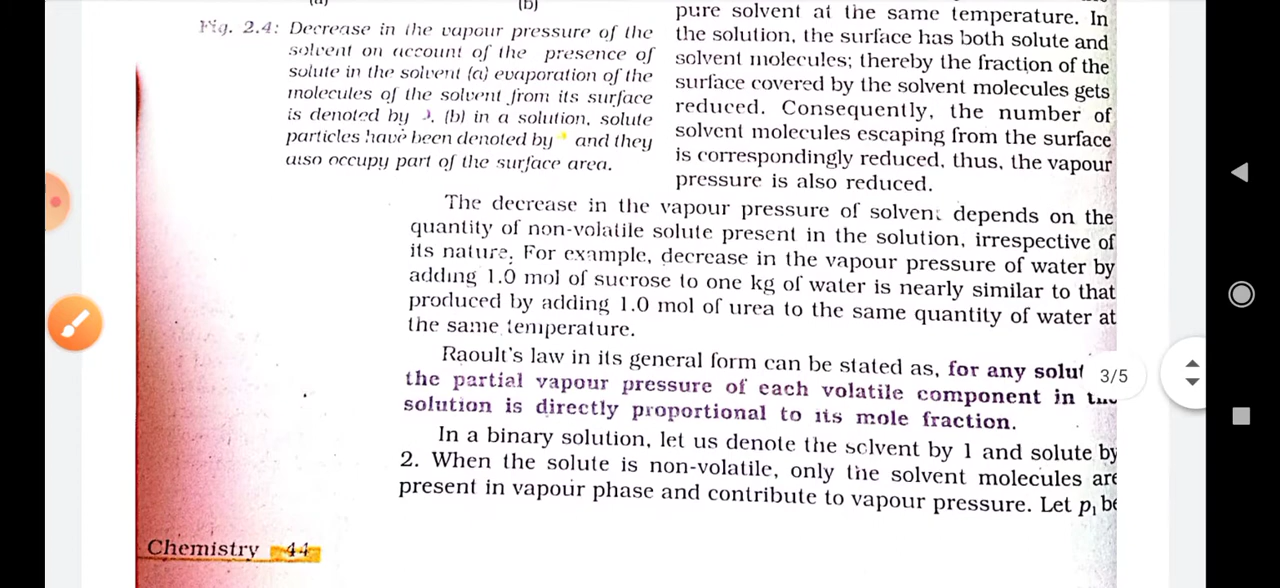 (a)
(b)
Fig. 2.4: Decrease in the vapour pressure of the
solvent on account of the presence of
solute in the solvent (a) evaporation of the
molecules of the solvent from its surface
is denoted by . (b) in a solution, solute
particles have been denoted by and they
also occupy part of the surface area.
pure solvent at the same temperature. In
the solution, the surface has both solute and
solvent molecules; thereby the fraction of the
surface covered by the solvent molecules gets
reduced. Consequently, the number of
solvent molecules escaping from the surface
is correspondingly reduced, thus, the vapour
pressure is also reduced.
The decrease in the vapour pressure of solvent depends on the
quantity of non-volatile solute present in the solution, irrespective of
its nature. For example, decrease in the vapour pressure of water by
adding 1.0 mol of sucrose to one kg of water is nearly similar to that
produced by adding 1.0 mol of urea to the same quantity of water at
the same temperature.
Raoult's law in its general form can be stated as, for any solut
the partial vapour pressure of each volatile component in the
solution is directly proportional to its mole fraction.
In a binary solution, let us denote the solvent by 1 and solute by
2. When the solute is non-volatile, only the solvent molecules are
present in vapour phase and contribute to vapour pressure. Let p₁ be
3/5
Chemistry 44